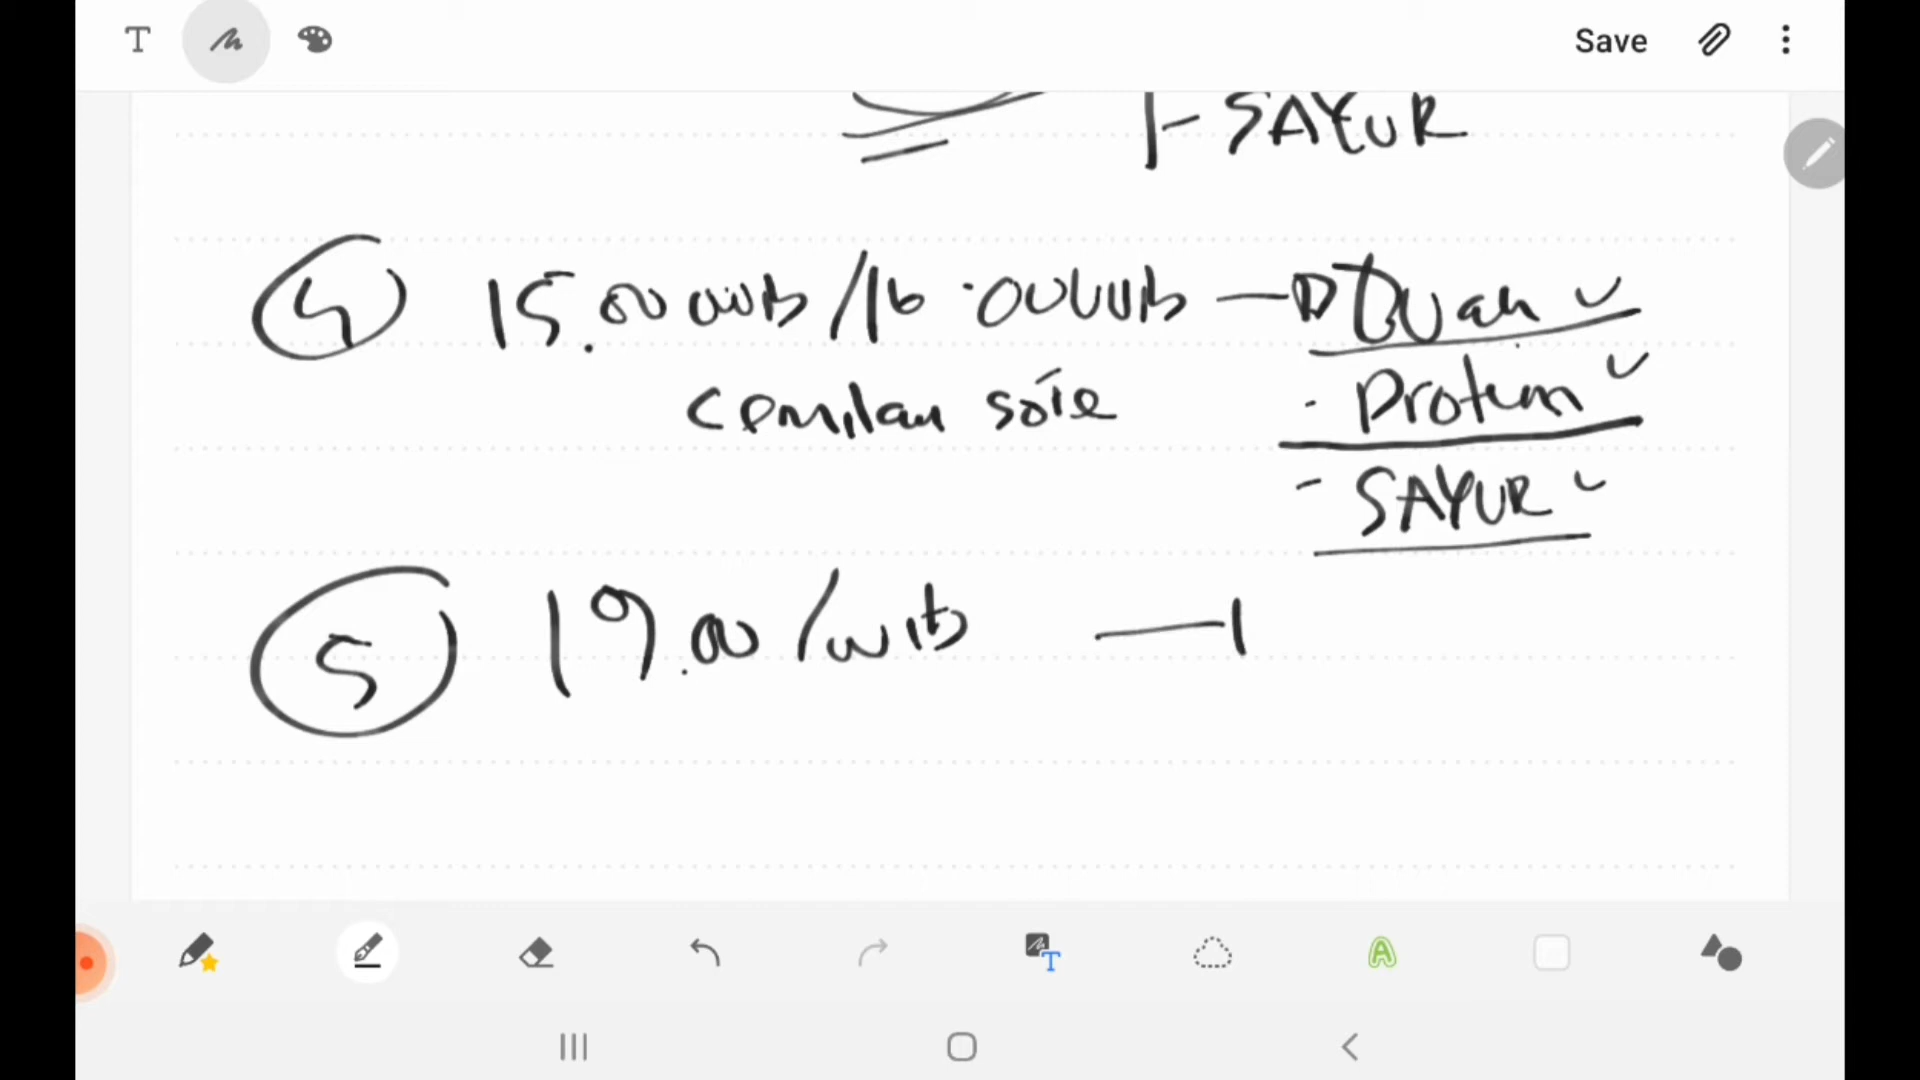 T Save
- SAYUR
4 15.00 wib / 16.00 wib - Buah
Cemilan sore - Protein
- SAYUR
5 19.00 / wib